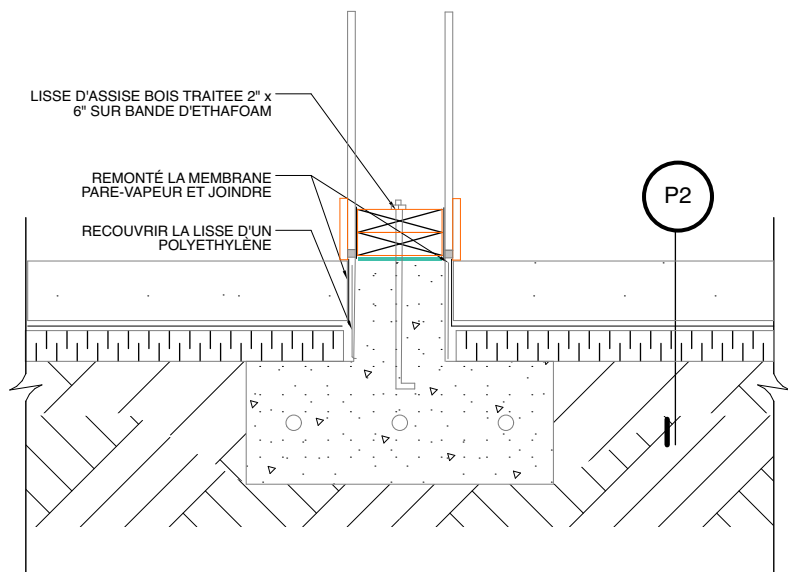 LISSE D'ASSISE BOIS TRAITEE 2" x
6" SUR BANDE D'ETHAFOAM
REMONTÉ LA MEMBRANE
PARE-VAPEUR ET JOINDRE
RECOUVRIR LA LISSE D'UN
POLYETHYLÈNE
P2